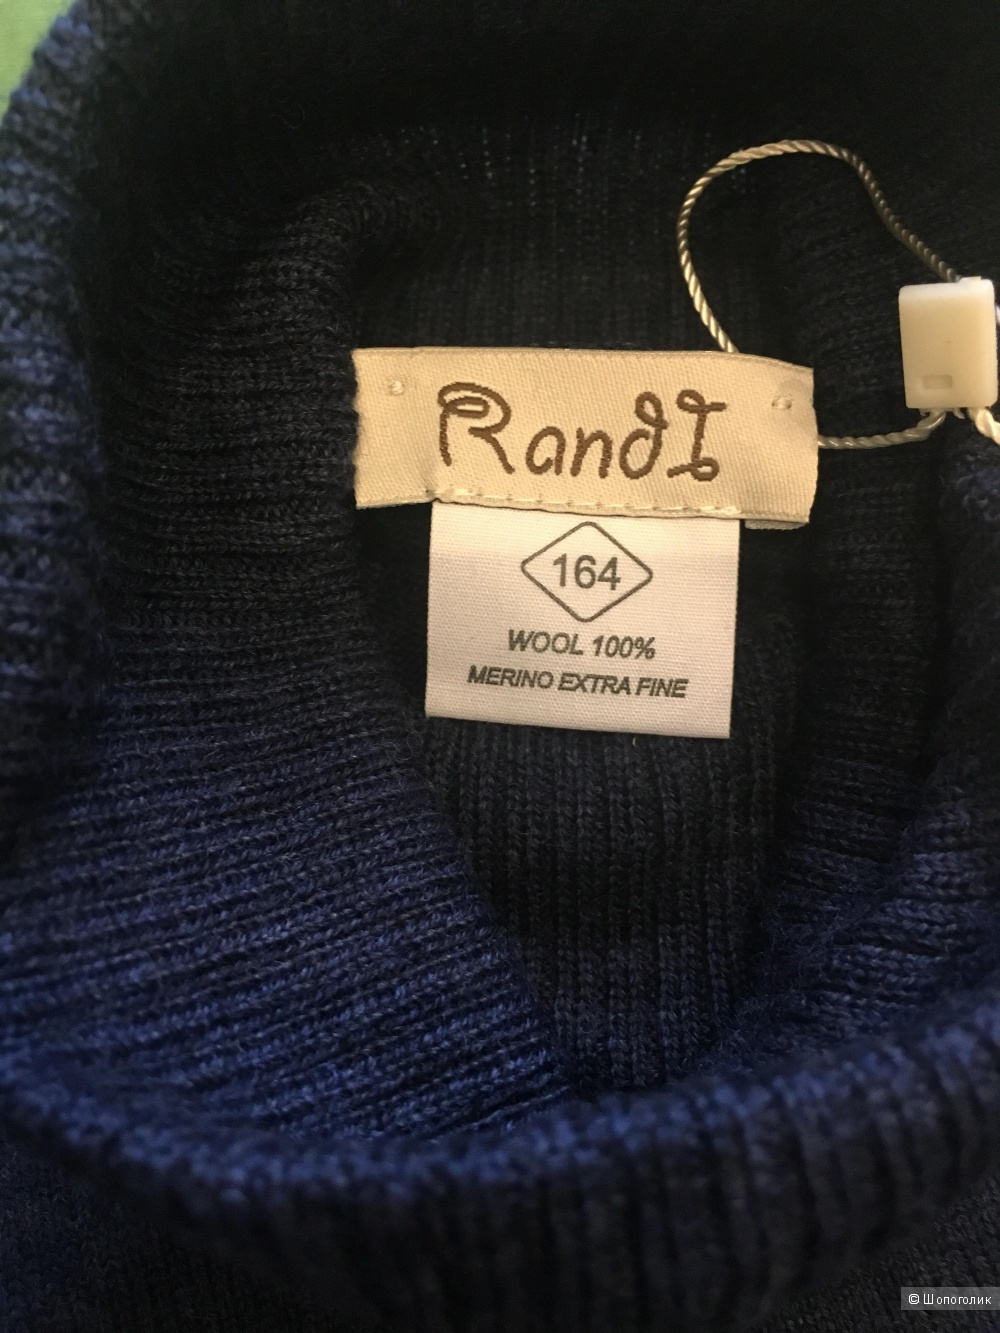 RandI
164
WOOL 100%
MERINO EXTRA FINE
© Шопоголик